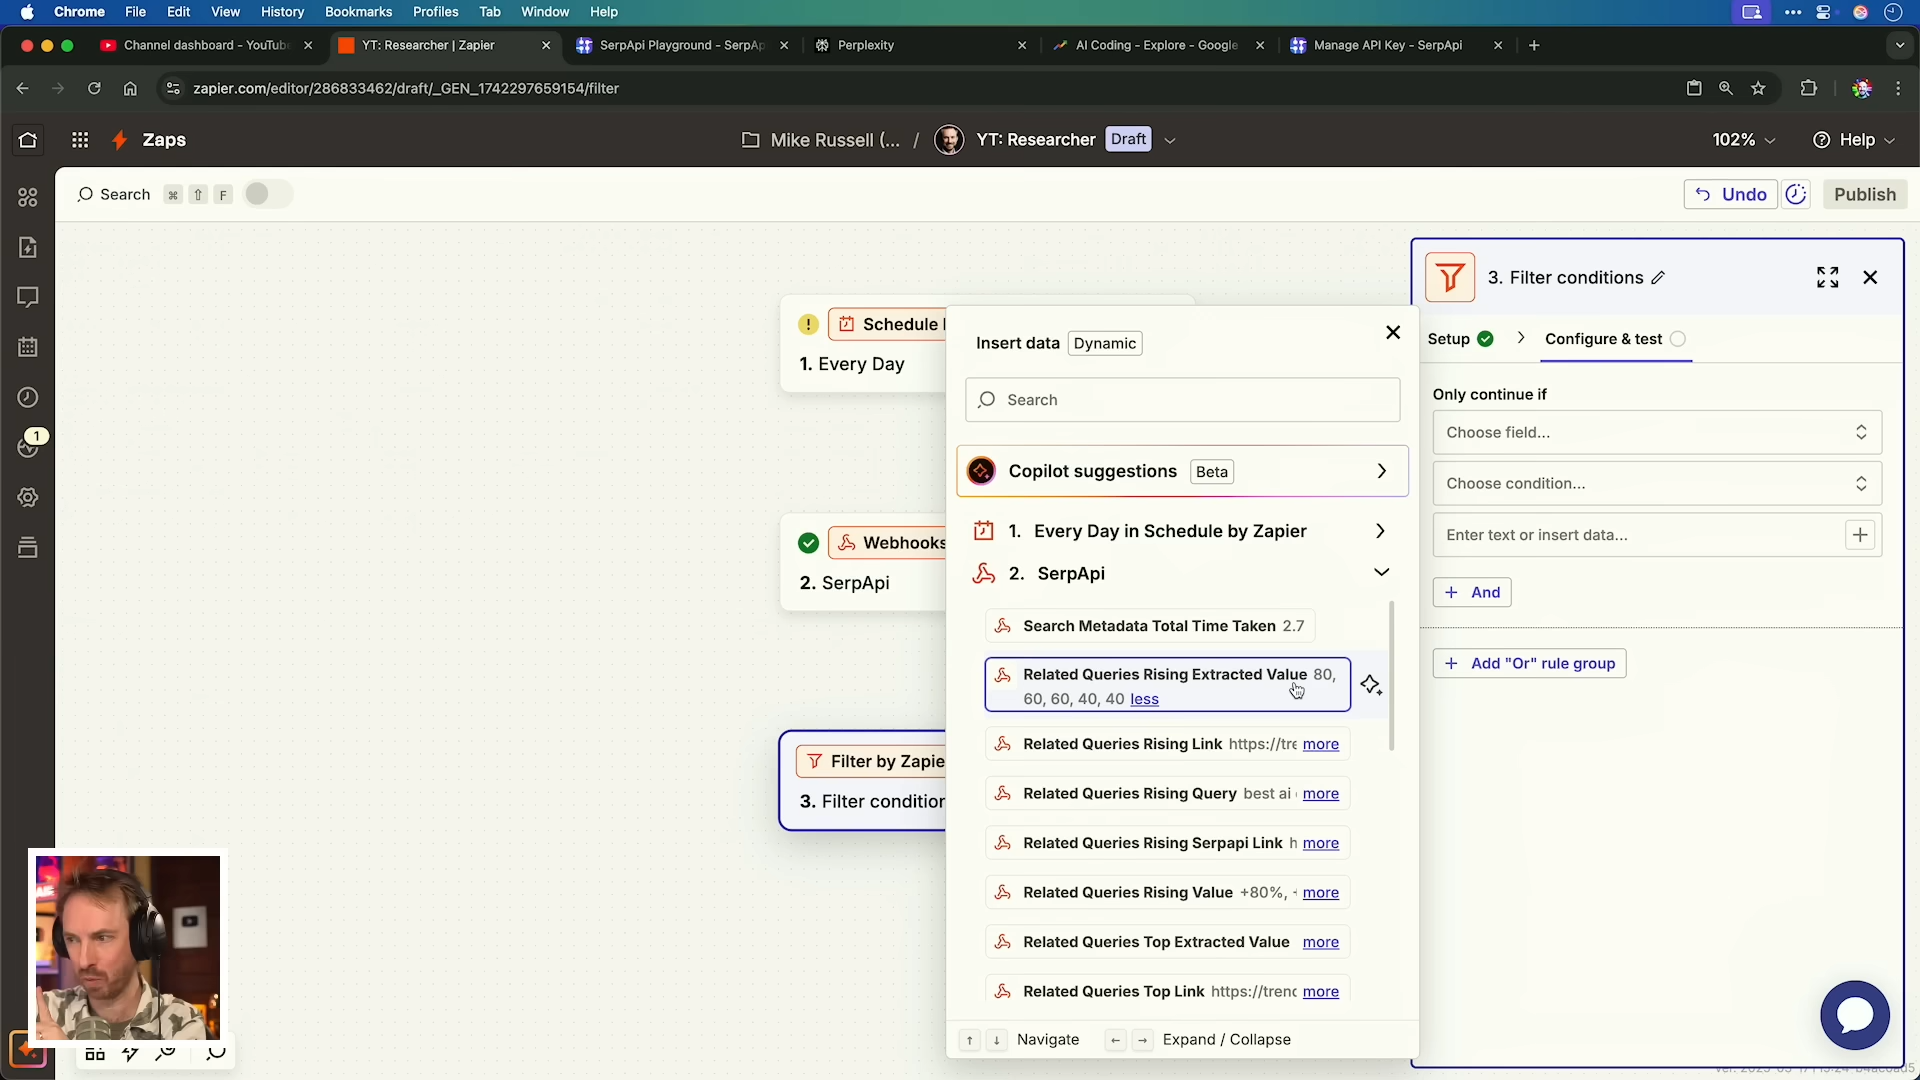 Chrome File Edit View History Bookmarks Profiles Tab Window Help
Channel dashboard - YouTube
YT: Researcher | Zapier
SerpApi Playground - SerpAp
Perplexity
AI Coding - Explore - Google
Manage API Key - SerpApi
zapier.com/editor/286833462/draft/_GEN_1742297659154/filter
Zaps
Mike Russell (... / YT: Researcher Draft
102%
Help
Search ⌘ ⇧ F
Undo
Publish
1
Schedule
1. Every Day
Webhooks
2. SerpApi
Filter by Zapie
3. Filter condition
Insert data Dynamic
Search
Copilot suggestions Beta
1. Every Day in Schedule by Zapier
2. SerpApi
Search Metadata Total Time Taken 2.7
Related Queries Rising Extracted Value 80,
60, 60, 40, 40 less
Related Queries Rising Link https://tre more
Related Queries Rising Query best ai more
Related Queries Rising Serpapi Link h more
Related Queries Rising Value +80%, more
Related Queries Top Extracted Value more
Related Queries Top Link https://trend more
↑ ↓ Navigate ← → Expand / Collapse
3. Filter conditions
Setup
Configure & test
Only continue if
Choose field...
Choose condition...
Enter text or insert data...
+ And
+ Add "Or" rule group